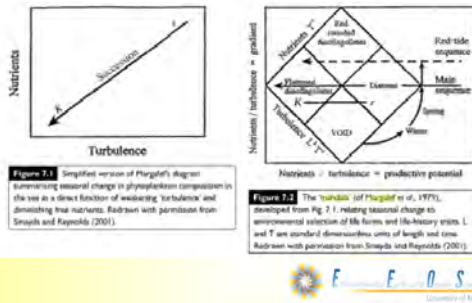 Nutrients
r
Succession
K
Turbulence
Figure 7.1 Simplified version of Margalef's diagram
summarising seasonal change in phytoplankton composition in
the sea as a direct function of weakening 'turbulence' and
diminishing free nutrients. Redrawn with permission from
Smayda and Reynolds (2001).
Nutrients / turbulence = gradient
Nutrients
Red-tide
sequence
Main
sequence
Diatoms
K
r
Turbulence
VOID
Spring
Winter
Nutrients / turbulence = productive potential
Figure 7.2 The 'mandala' (of Margalef et al., 1979),
developed from Fig. 7.1, relating seasonal change to
environmental selection of life forms and life-history traits. L
and T are standard dimensionless units of length and time.
Redrawn with permission from Smayda and Reynolds (2001).